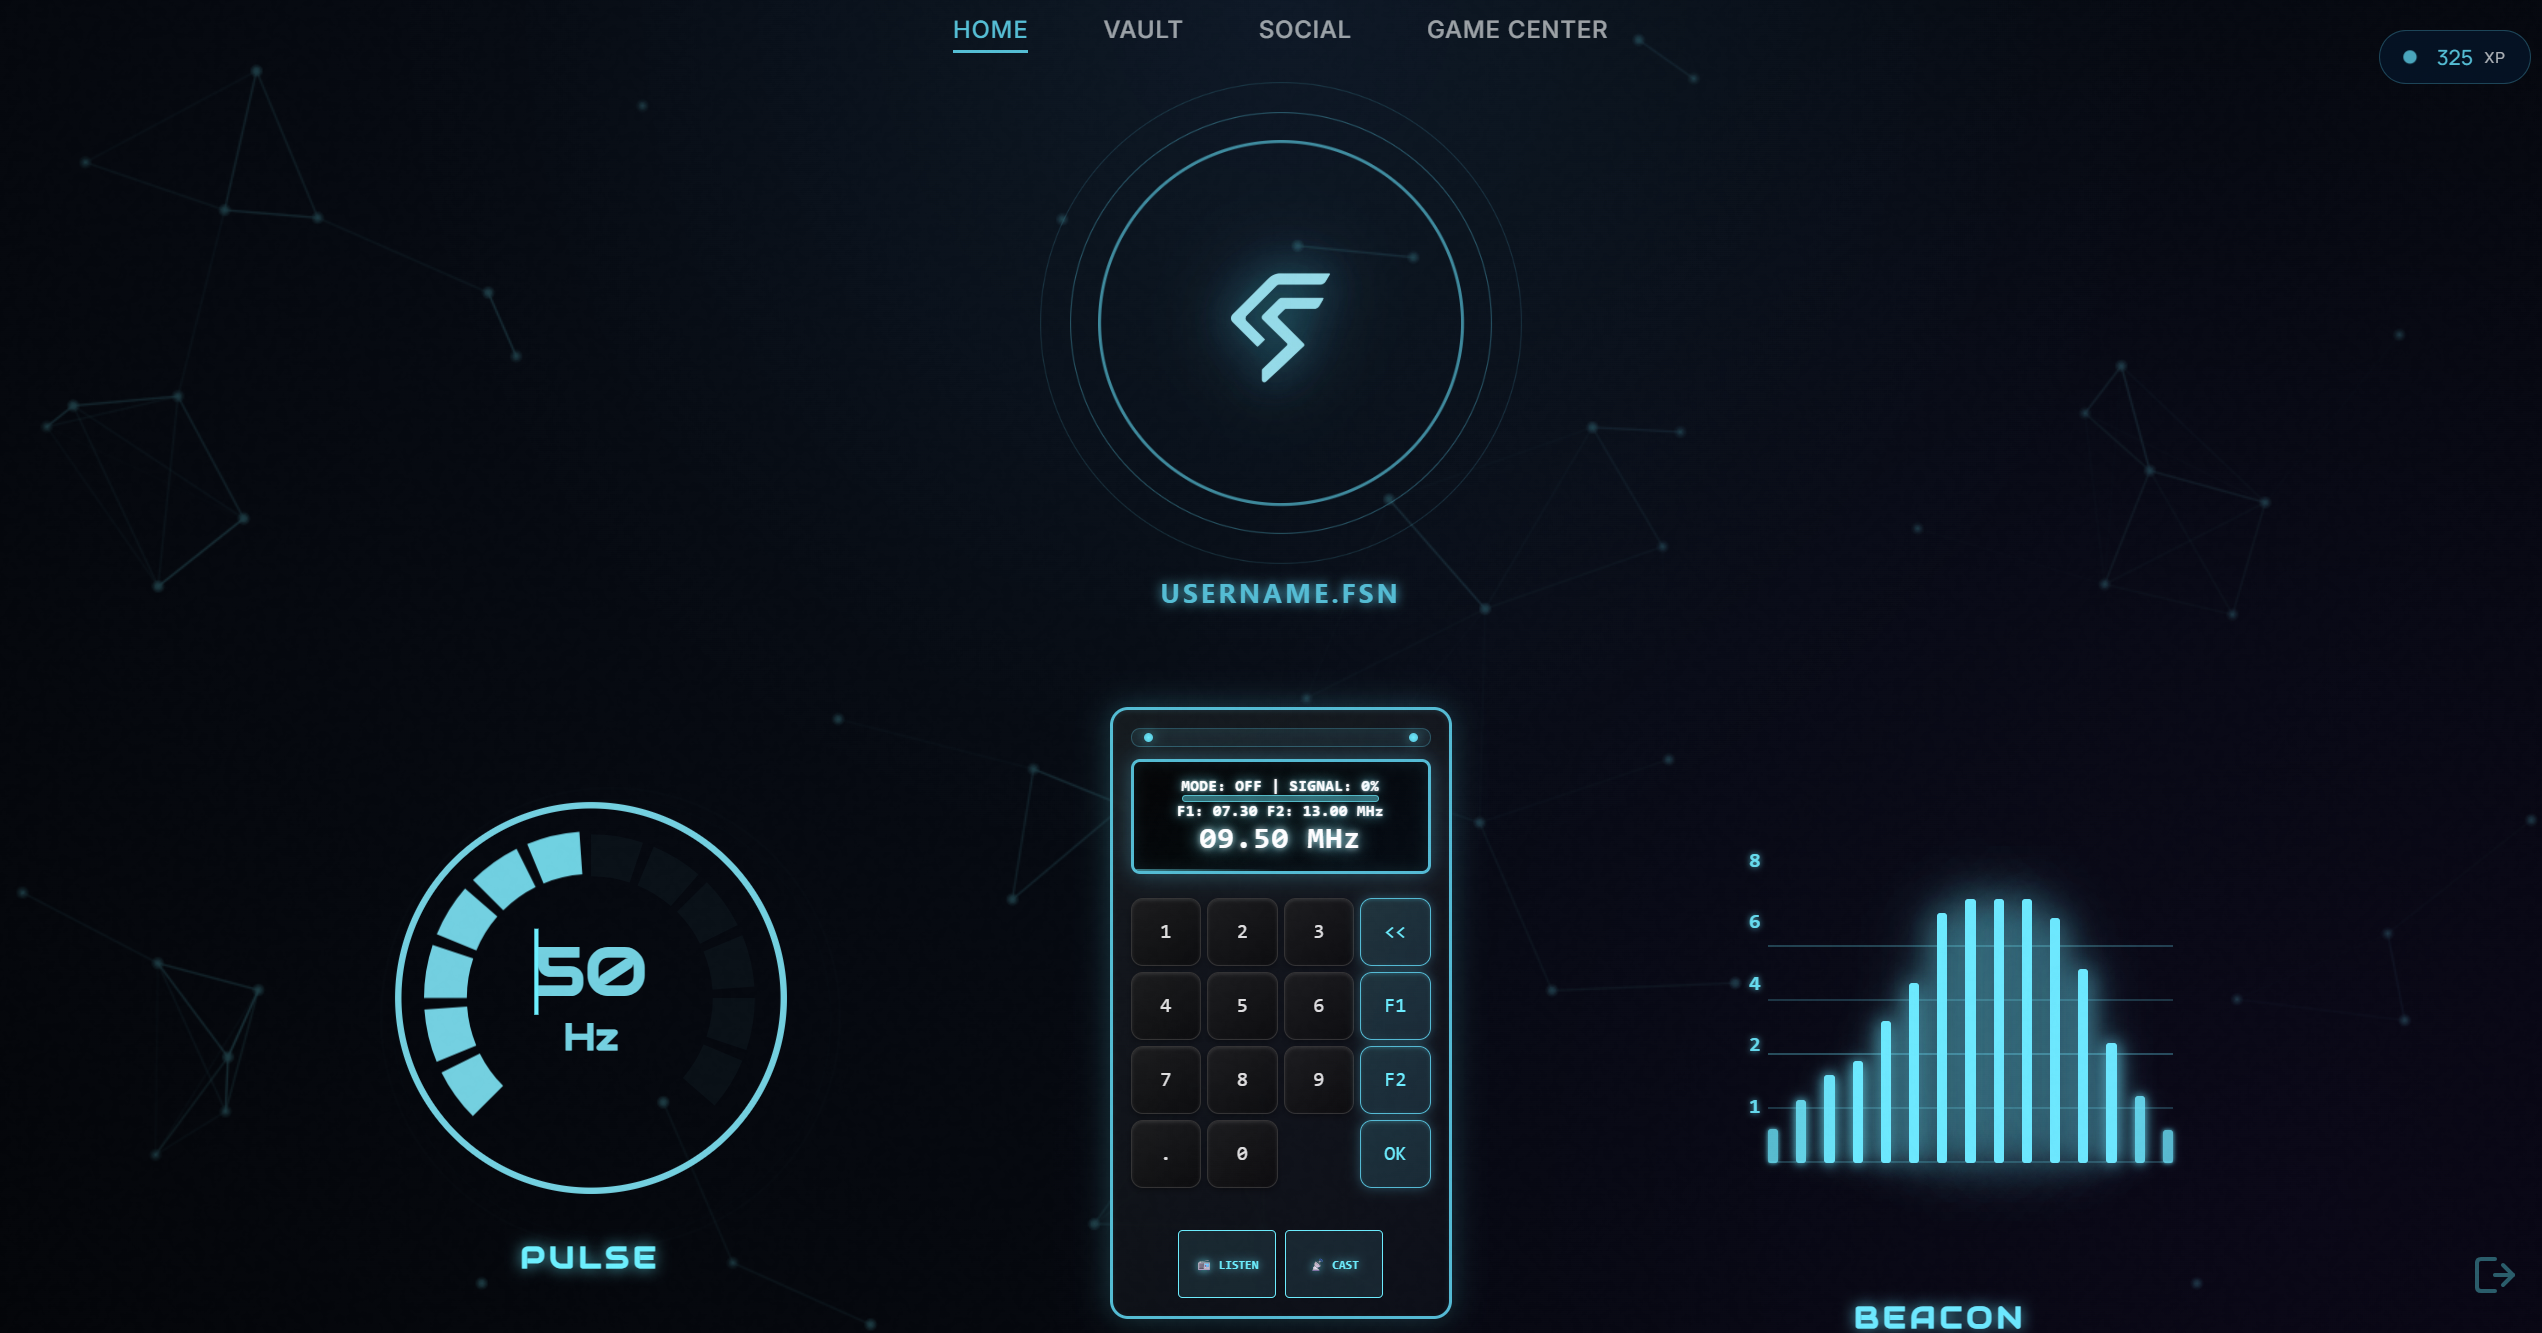 HOME VAULT SOCIAL GAME CENTER
325 XP
USERNAME.FSN
50
Hz
PULSE
MODE: OFF | SIGNAL: 0%
F1: 07.30 F2: 13.00 MHz
09.50 MHz
1 2 3 <<
4 5 6 F1
7 8 9 F2
. 0 OK
LISTEN CAST
8
6
4
2
1
BEACON